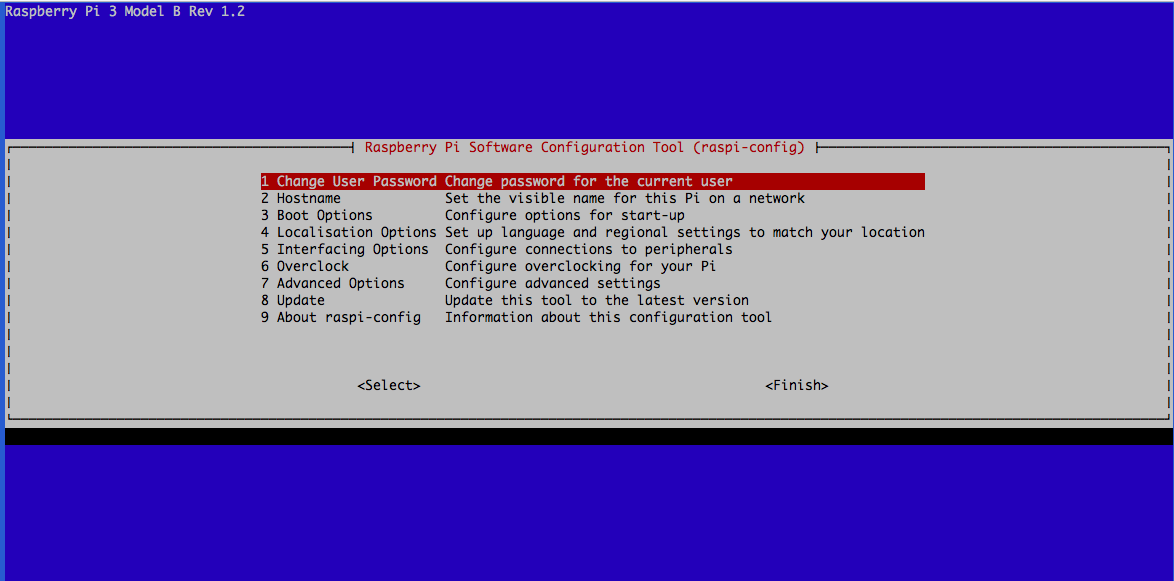 Raspberry Pi 3 Model B Rev 1.2
Raspberry Pi Software Configuration Tool (raspi-config)
1 Change User Password Change password for the current user
2 Hostname Set the visible name for this Pi on a network
3 Boot Options Configure options for start-up
4 Localisation Options Set up language and regional settings to match your location
5 Interfacing Options Configure connections to peripherals
6 Overclock Configure overclocking for your Pi
7 Advanced Options Configure advanced settings
8 Update Update this tool to the latest version
9 About raspi-config Information about this configuration tool
<Select> <Finish>